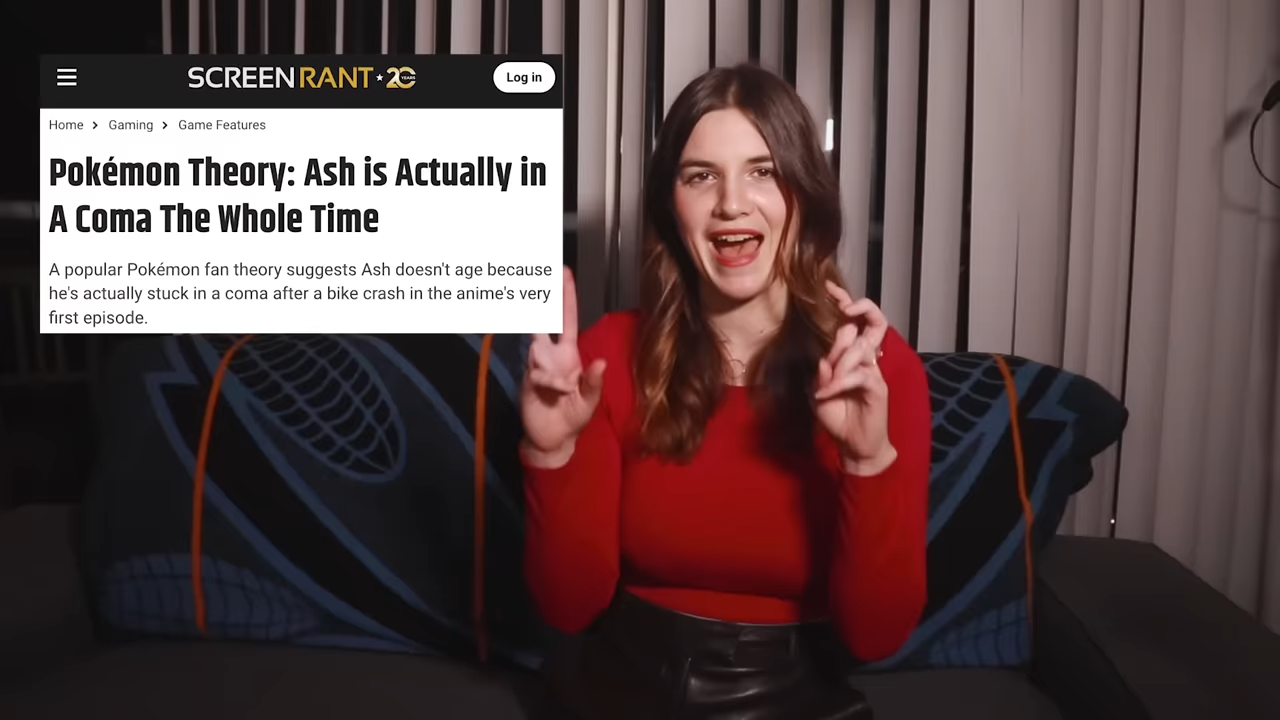 SCREENRANT 20 YEARS
Log in
Home > Gaming > Game Features
Pokémon Theory: Ash is Actually in
A Coma The Whole Time
A popular Pokémon fan theory suggests Ash doesn't age because
he's actually stuck in a coma after a bike crash in the anime's very
first episode.